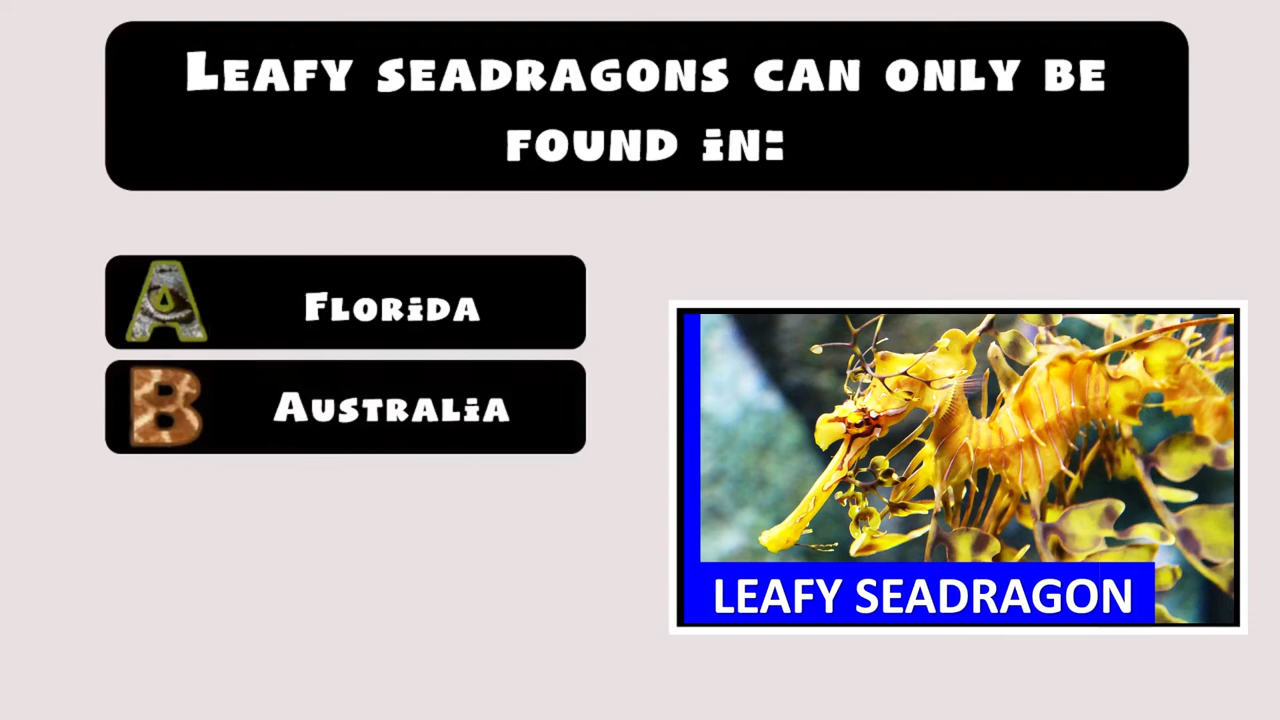 Leafy seadragons can only be
found in:
A Florida
B Australia
LEAFY SEADRAGON